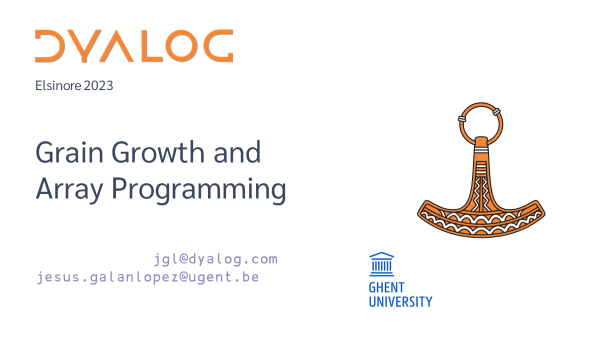 DYALOG
Elsinore 2023
Grain Growth and
Array Programming
jgl@dyalog.com
jesus.galanlopez@ugent.be
GHENT
UNIVERSITY